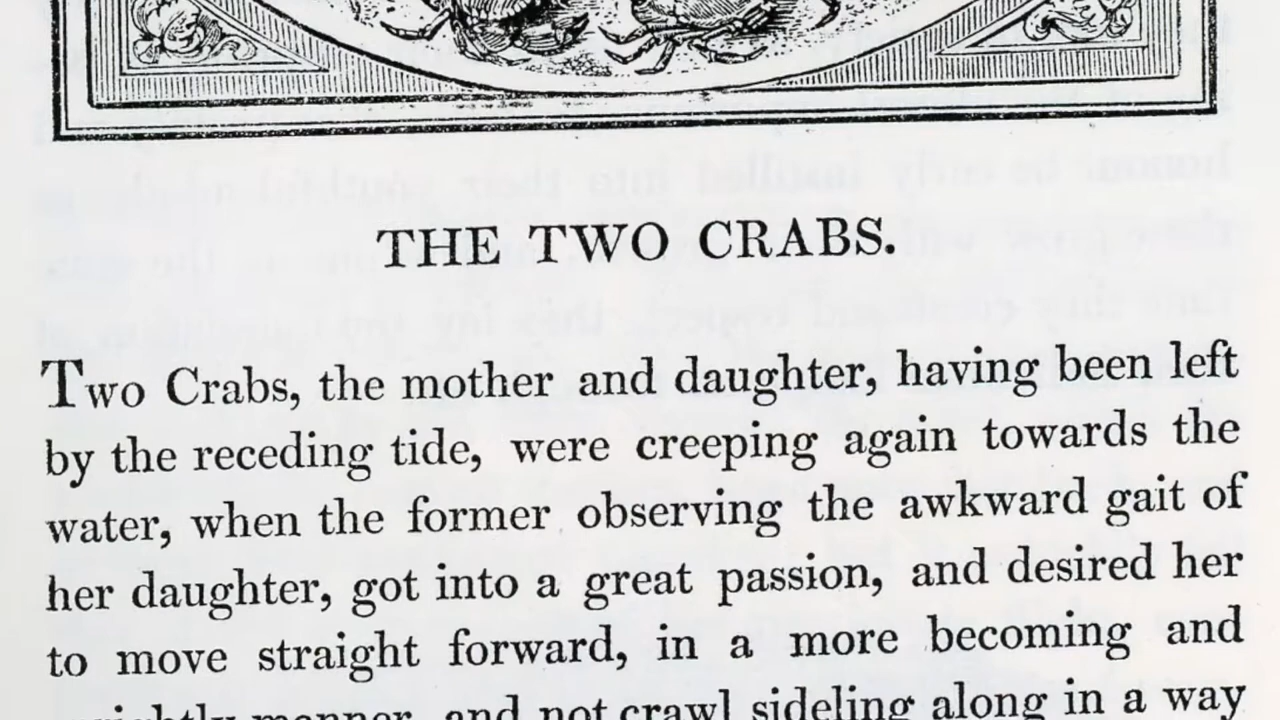 THE TWO CRABS.
Two Crabs, the mother and daughter, having been left
by the receding tide, were creeping again towards the
water, when the former observing the awkward gait of
her daughter, got into a great passion, and desired her
to move straight forward, in a more becoming and
sprightly manner, and not crawl sideling along in a way